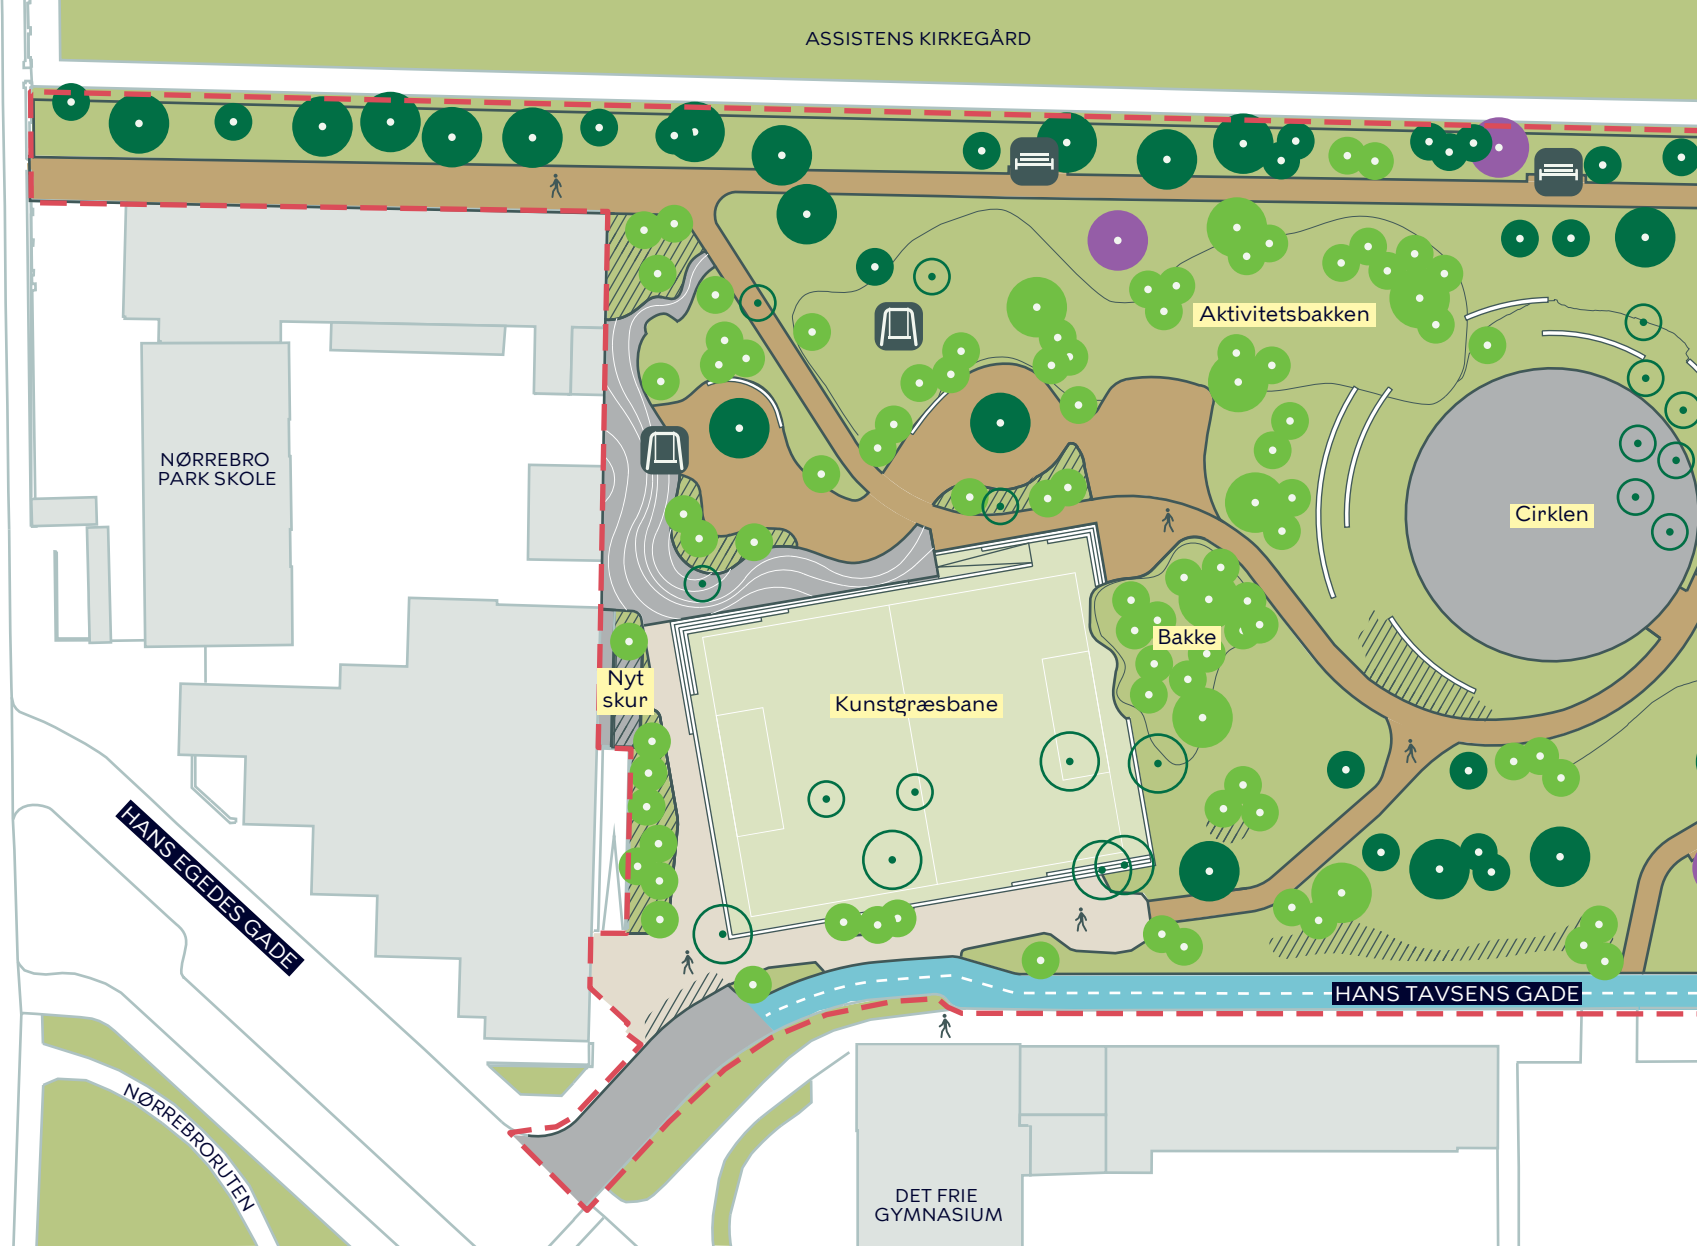 ASSISTENS KIRKEGÅRD
Aktivitetsbakken
NØRREBRO
PARK SKOLE
Cirklen
Bakke
Nyt
skur
Kunstgræsbane
HANS EGEDES GADE
HANS TAVSENS GADE
NØRREBRORUTEN
DET FRIE
GYMNASIUM